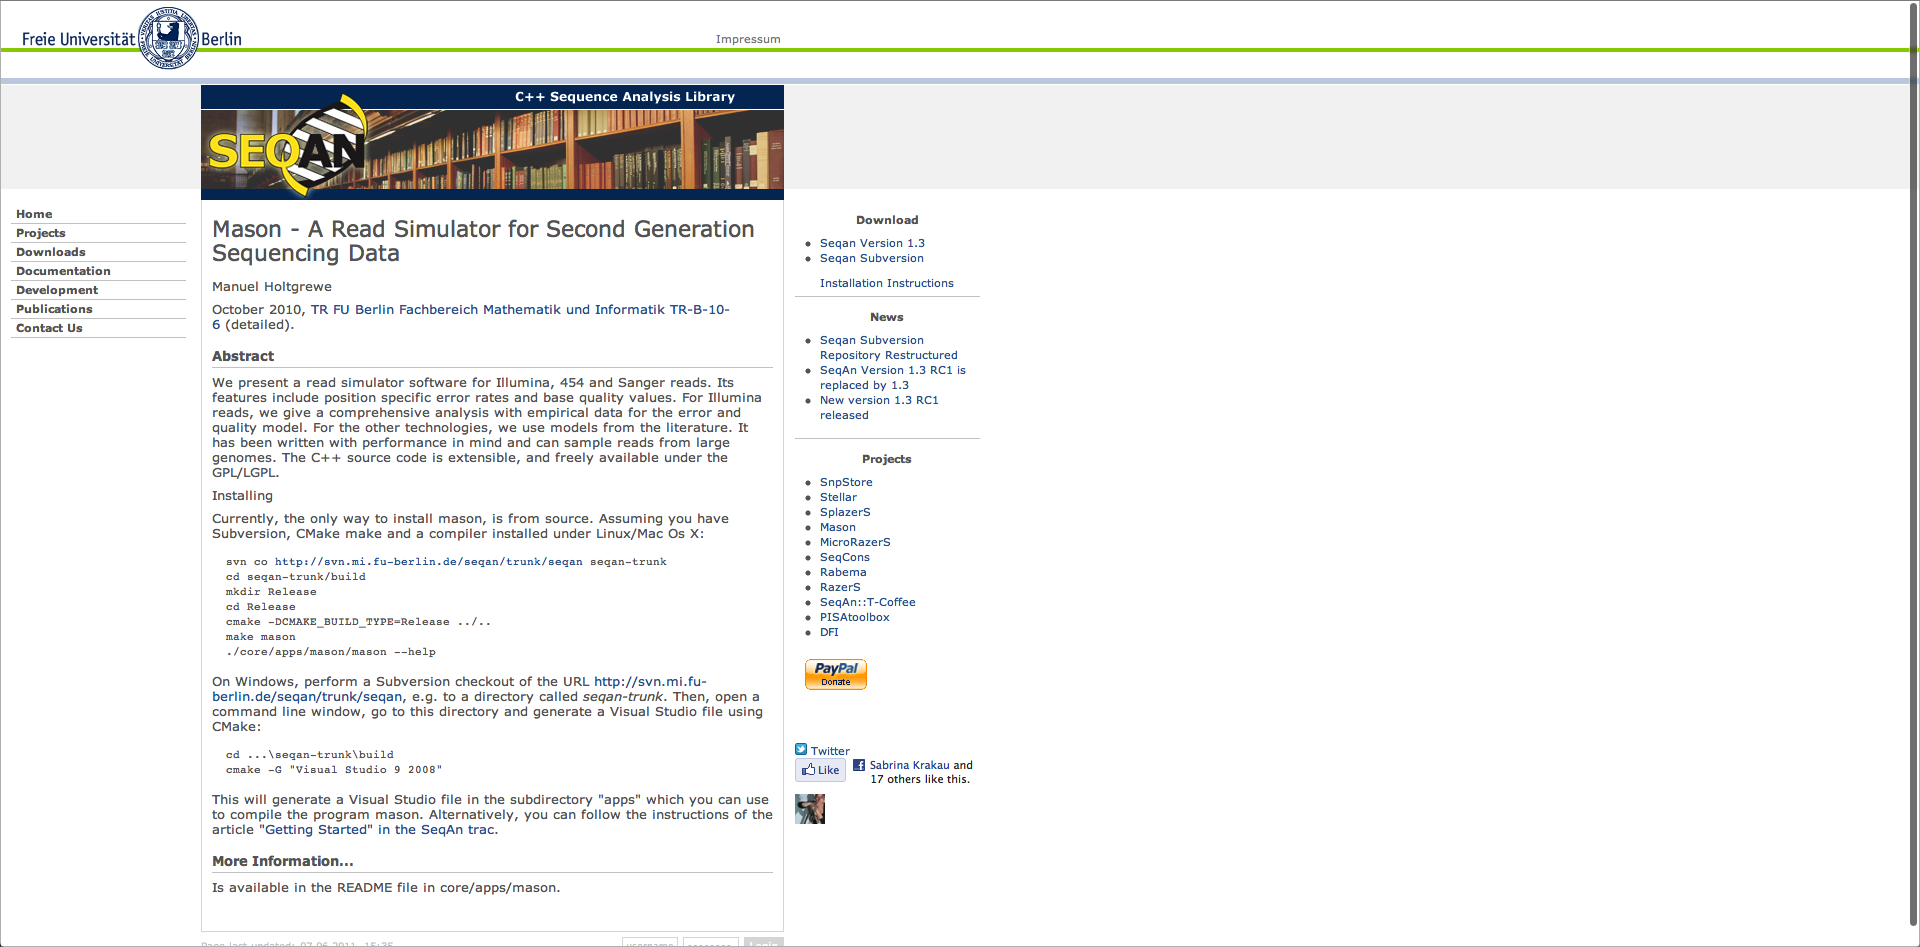 Freie Universität Berlin
Impressum
C++ Sequence Analysis Library
SEQAN
Home
Projects
Downloads
Documentation
Development
Publications
Contact Us
Mason - A Read Simulator for Second Generation
Sequencing Data
Manuel Holtgrewe
October 2010, TR FU Berlin Fachbereich Mathematik und Informatik TR-B-10-
6 (detailed).
Abstract
We present a read simulator software for Illumina, 454 and Sanger reads. Its
features include position specific error rates and base quality values. For Illumina
reads, we give a comprehensive analysis with empirical data for the error and
quality model. For the other technologies, we use models from the literature. It
has been written with performance in mind and can sample reads from large
genomes. The C++ source code is extensible, and freely available under the
GPL/LGPL.
Installing
Currently, the only way to install mason, is from source. Assuming you have
Subversion, CMake make and a compiler installed under Linux/Mac Os X:
svn co http://svn.mi.fu-berlin.de/seqan/trunk/seqan seqan-trunk
cd seqan-trunk/build
mkdir Release
cd Release
cmake -DCMAKE_BUILD_TYPE=Release ../..
make mason
./core/apps/mason/mason --help
On Windows, perform a Subversion checkout of the URL http://svn.mi.fu-
berlin.de/seqan/trunk/seqan, e.g. to a directory called seqan-trunk. Then, open a
command line window, go to this directory and generate a Visual Studio file using
CMake:
cd ...\seqan-trunk\build
cmake -G "Visual Studio 9 2008"
This will generate a Visual Studio file in the subdirectory "apps" which you can use
to compile the program mason. Alternatively, you can follow the instructions of the
article "Getting Started" in the SeqAn trac.
More Information...
Is available in the README file in core/apps/mason.
Page last updated: 07.06.2011, 15:35
username
Login
Download
Seqan Version 1.3
Seqan Subversion
Installation Instructions
News
Seqan Subversion
Repository Restructured
SeqAn Version 1.3 RC1 is
replaced by 1.3
New version 1.3 RC1
released
Projects
SnpStore
Stellar
SplazerS
Mason
MicroRazerS
SeqCons
Rabema
RazerS
SeqAn::T-Coffee
PISAtoolbox
DFI
PayPal
Donate
Twitter
Like
Sabrina Krakau and
17 others like this.